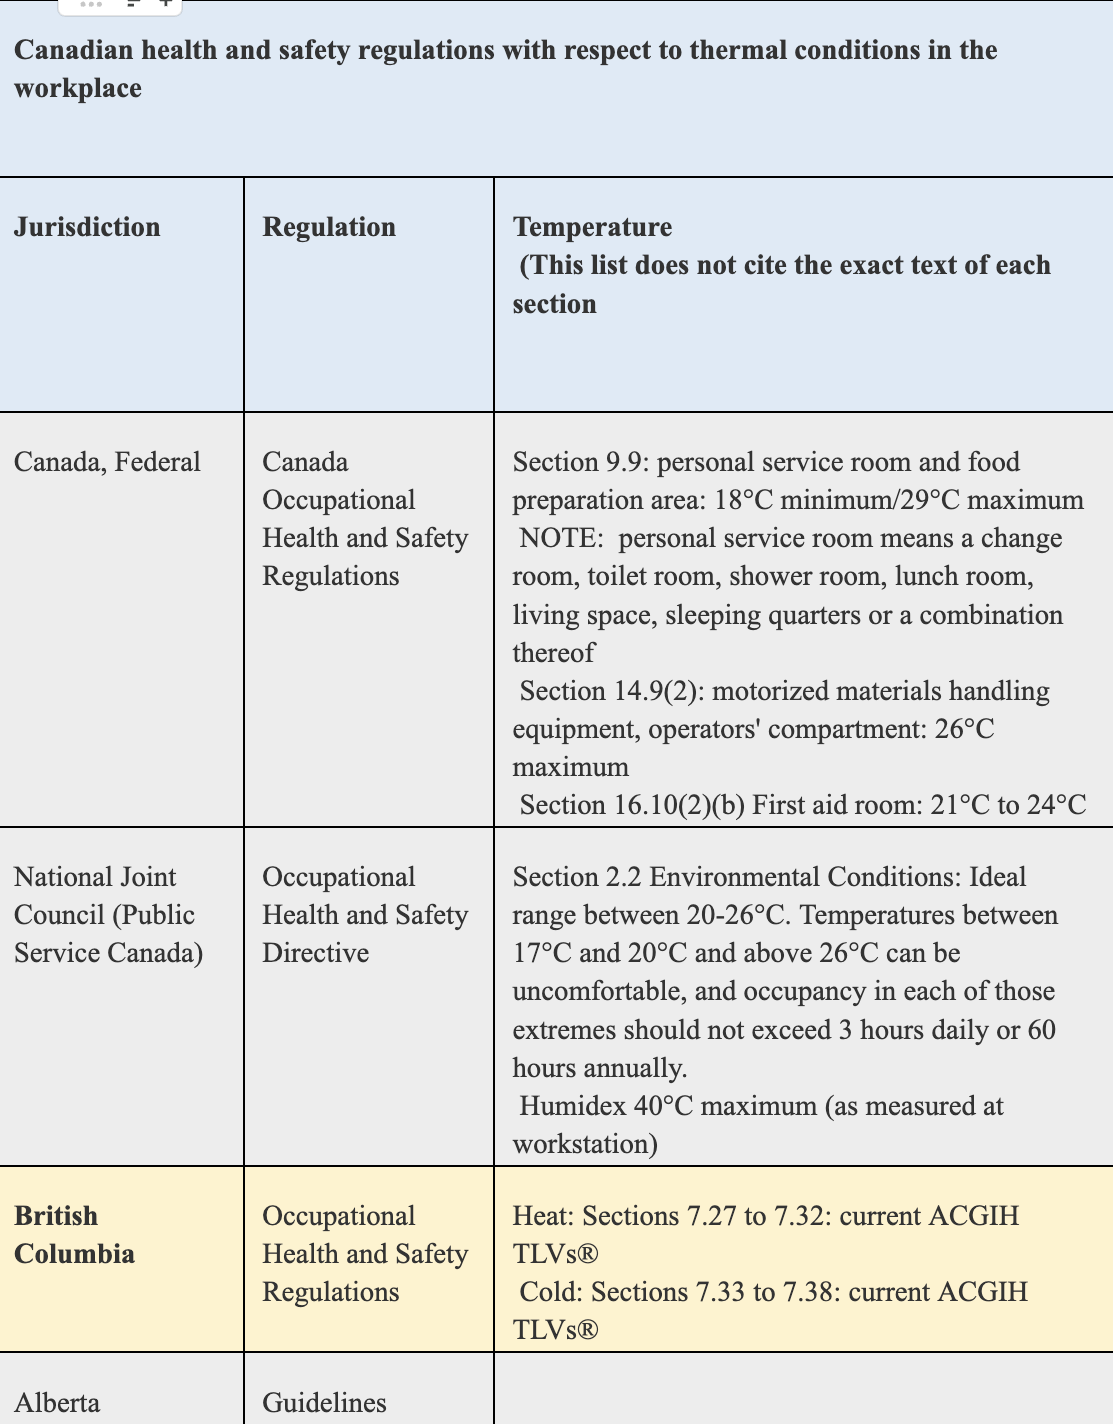 Canadian health and safety regulations with respect to thermal conditions in the
workplace
Jurisdiction
Regulation
Temperature
(This list does not cite the exact text of each
section
Canada, Federal
Canada
Occupational
Health and Safety
Regulations
Section 9.9: personal service room and food
preparation area: 18°C minimum/29°C maximum
NOTE:  personal service room means a change
room, toilet room, shower room, lunch room,
living space, sleeping quarters or a combination
thereof
Section 14.9(2): motorized materials handling
equipment, operators' compartment: 26°C
maximum
Section 16.10(2)(b) First aid room: 21°C to 24°C
National Joint
Council (Public
Service Canada)
Occupational
Health and Safety
Directive
Section 2.2 Environmental Conditions: Ideal
range between 20-26°C. Temperatures between
17°C and 20°C and above 26°C can be
uncomfortable, and occupancy in each of those
extremes should not exceed 3 hours daily or 60
hours annually.
Humidex 40°C maximum (as measured at
workstation)
British
Columbia
Occupational
Health and Safety
Regulations
Heat: Sections 7.27 to 7.32: current ACGIH
TLVs®
Cold: Sections 7.33 to 7.38: current ACGIH
TLVs®
Alberta
Guidelines